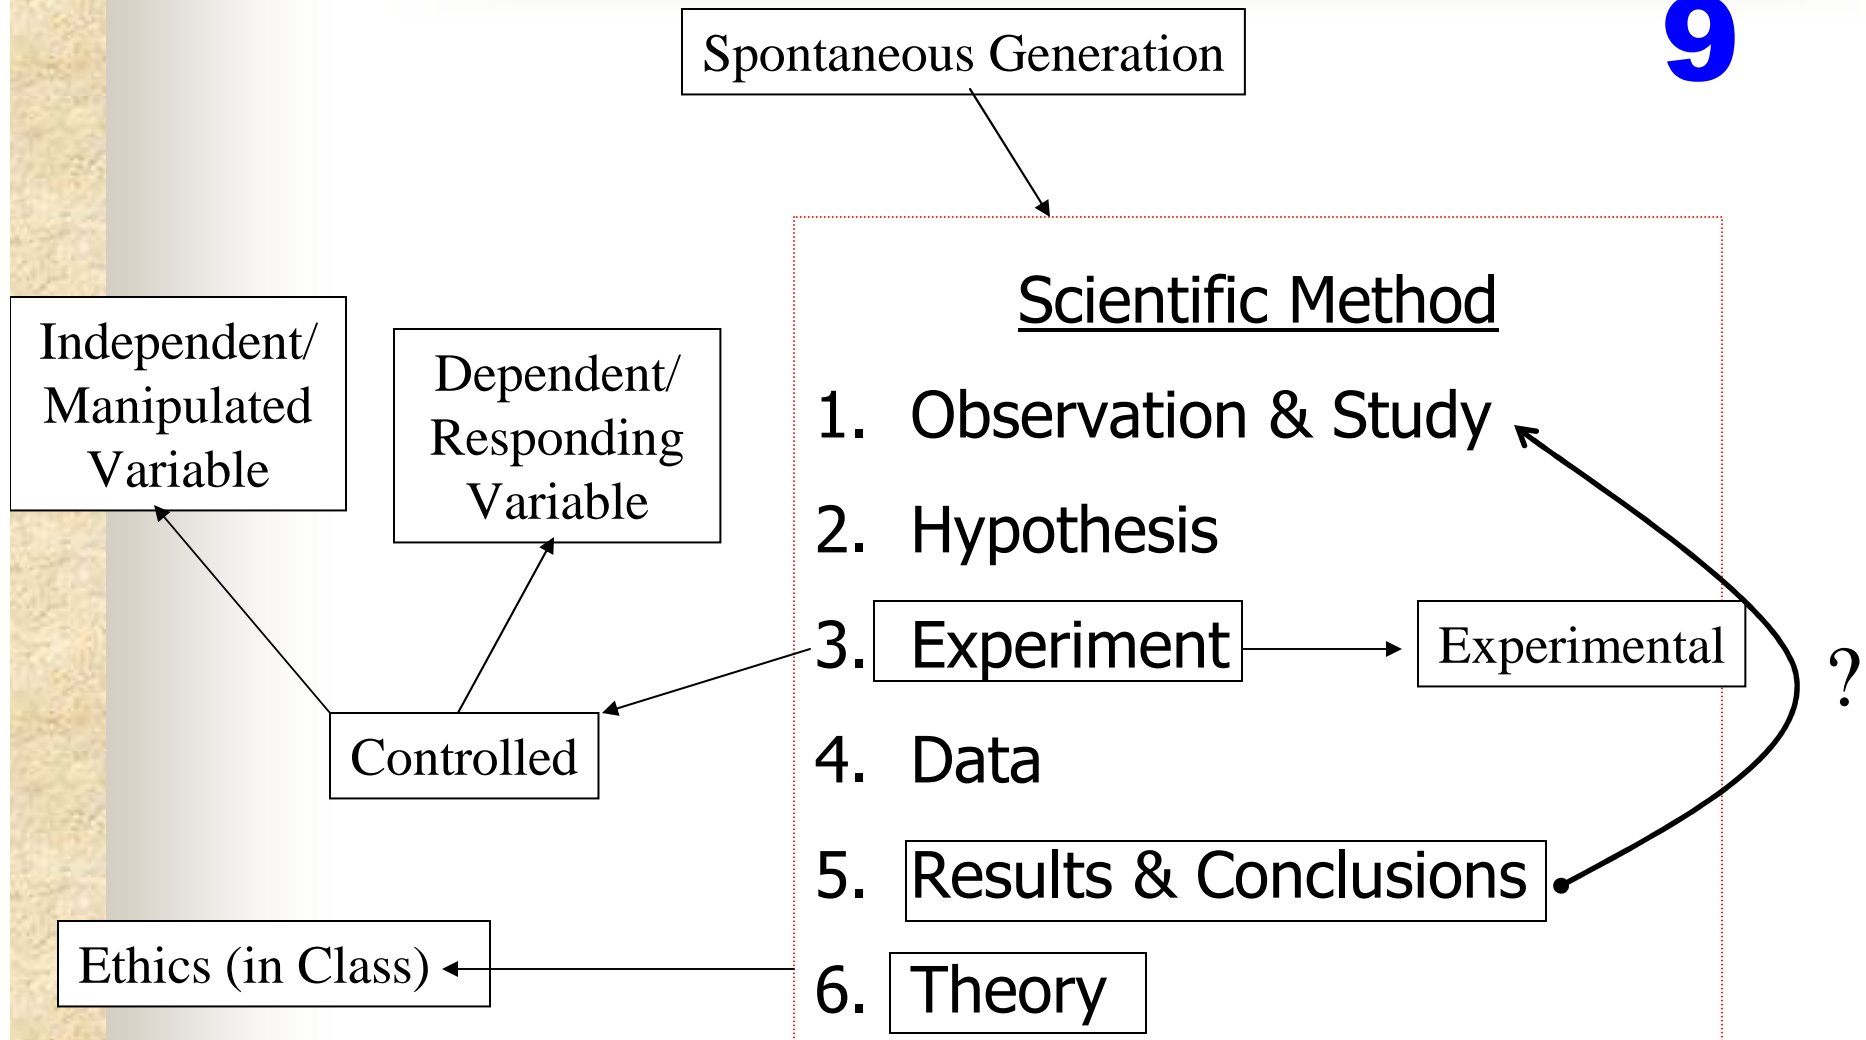 9
Spontaneous Generation
Scientific Method
Independent/
Manipulated
Variable
Dependent/
Responding
Variable
1. Observation & Study
2. Hypothesis
3. Experiment
Experimental
?
Controlled
4. Data
5. Results & Conclusions
Ethics (in Class)
6. Theory